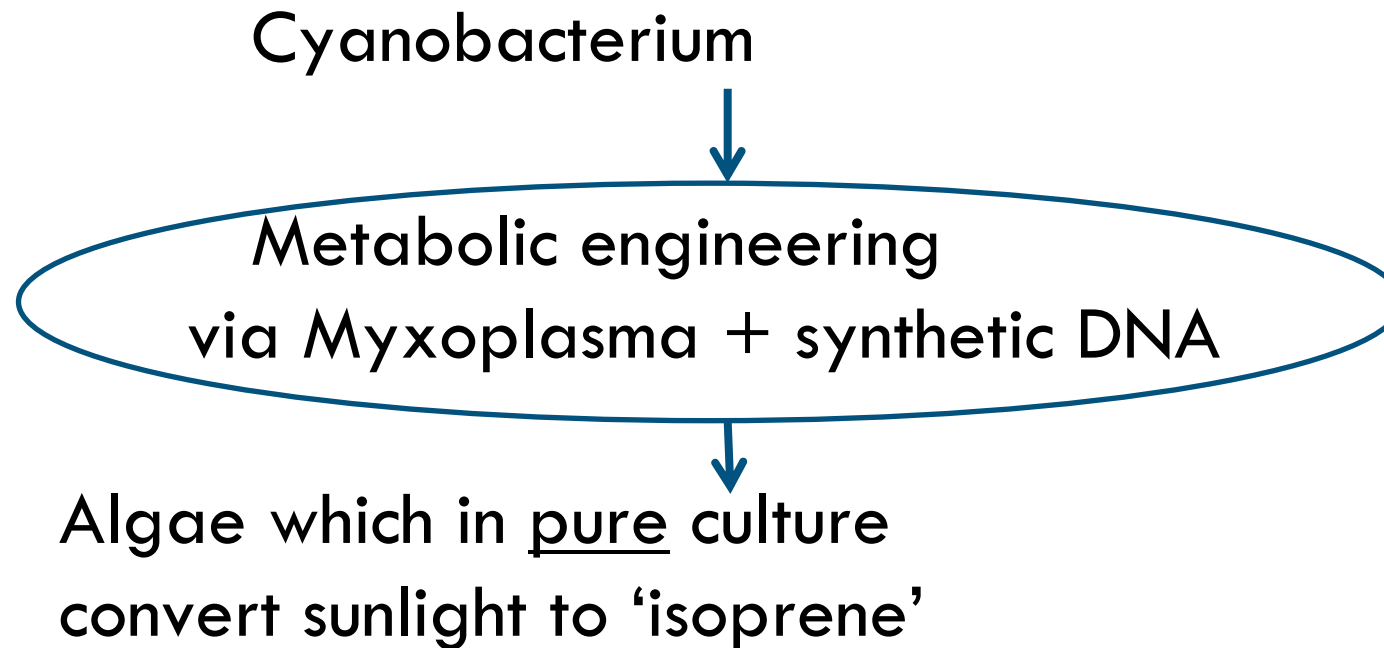 Cyanobacterium
Metabolic engineering
via Myxoplasma + synthetic DNA
Algae which in pure culture
convert sunlight to ‘isoprene’